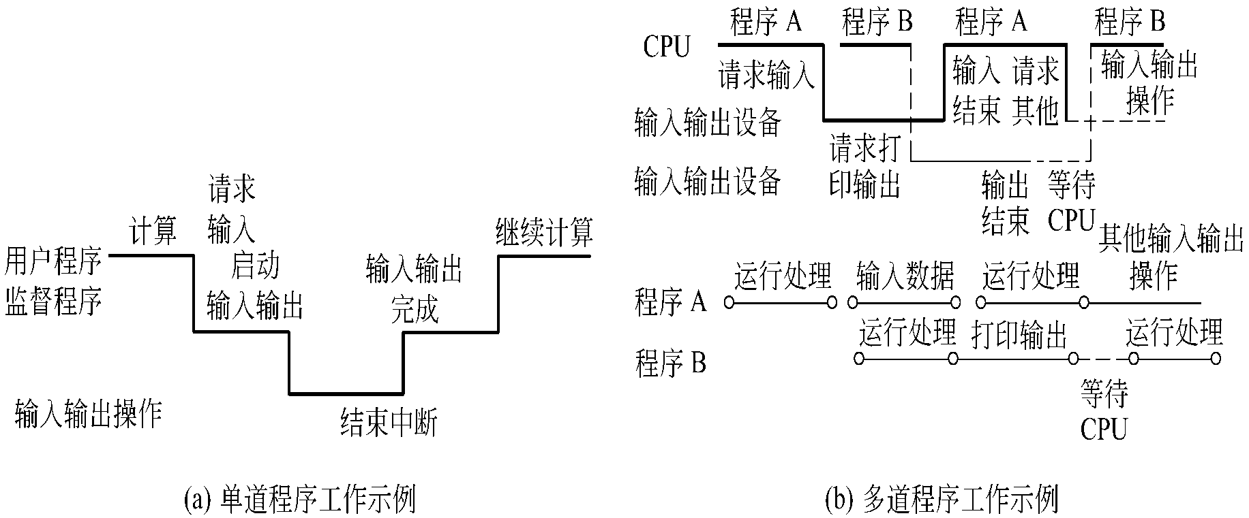 请求
输入
计算
继续计算
用户程序
监督程序
启动
输入输出
输入输出
完成
输入输出操作
结束中断
(a) 单道程序工作示例
程序 A
程序 B
程序 A
程序 B
CPU
请求输入
输入
结束
请求
其他
输入输出
操作
输入输出设备
请求打
印输出
输入输出设备
输出
结束
等待
CPU
其他输入输出
操作
运行处理
输入数据
运行处理
程序 A
运行处理
打印输出
运行处理
程序 B
等待
CPU
(b) 多道程序工作示例